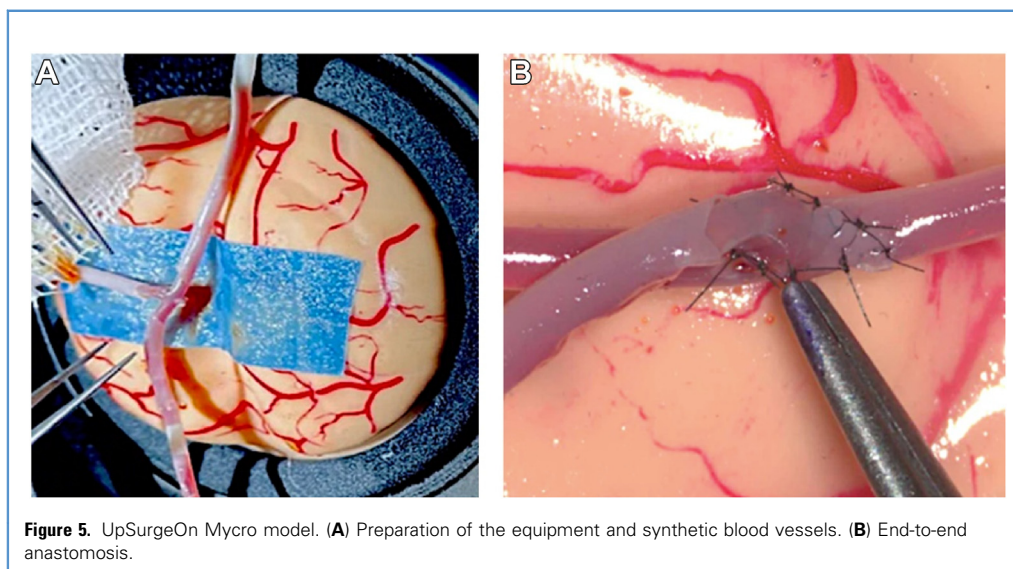 A
B
Figure 5. UpSurgeOn Mycro model. (A) Preparation of the equipment and synthetic blood vessels. (B) End-to-end
anastomosis.